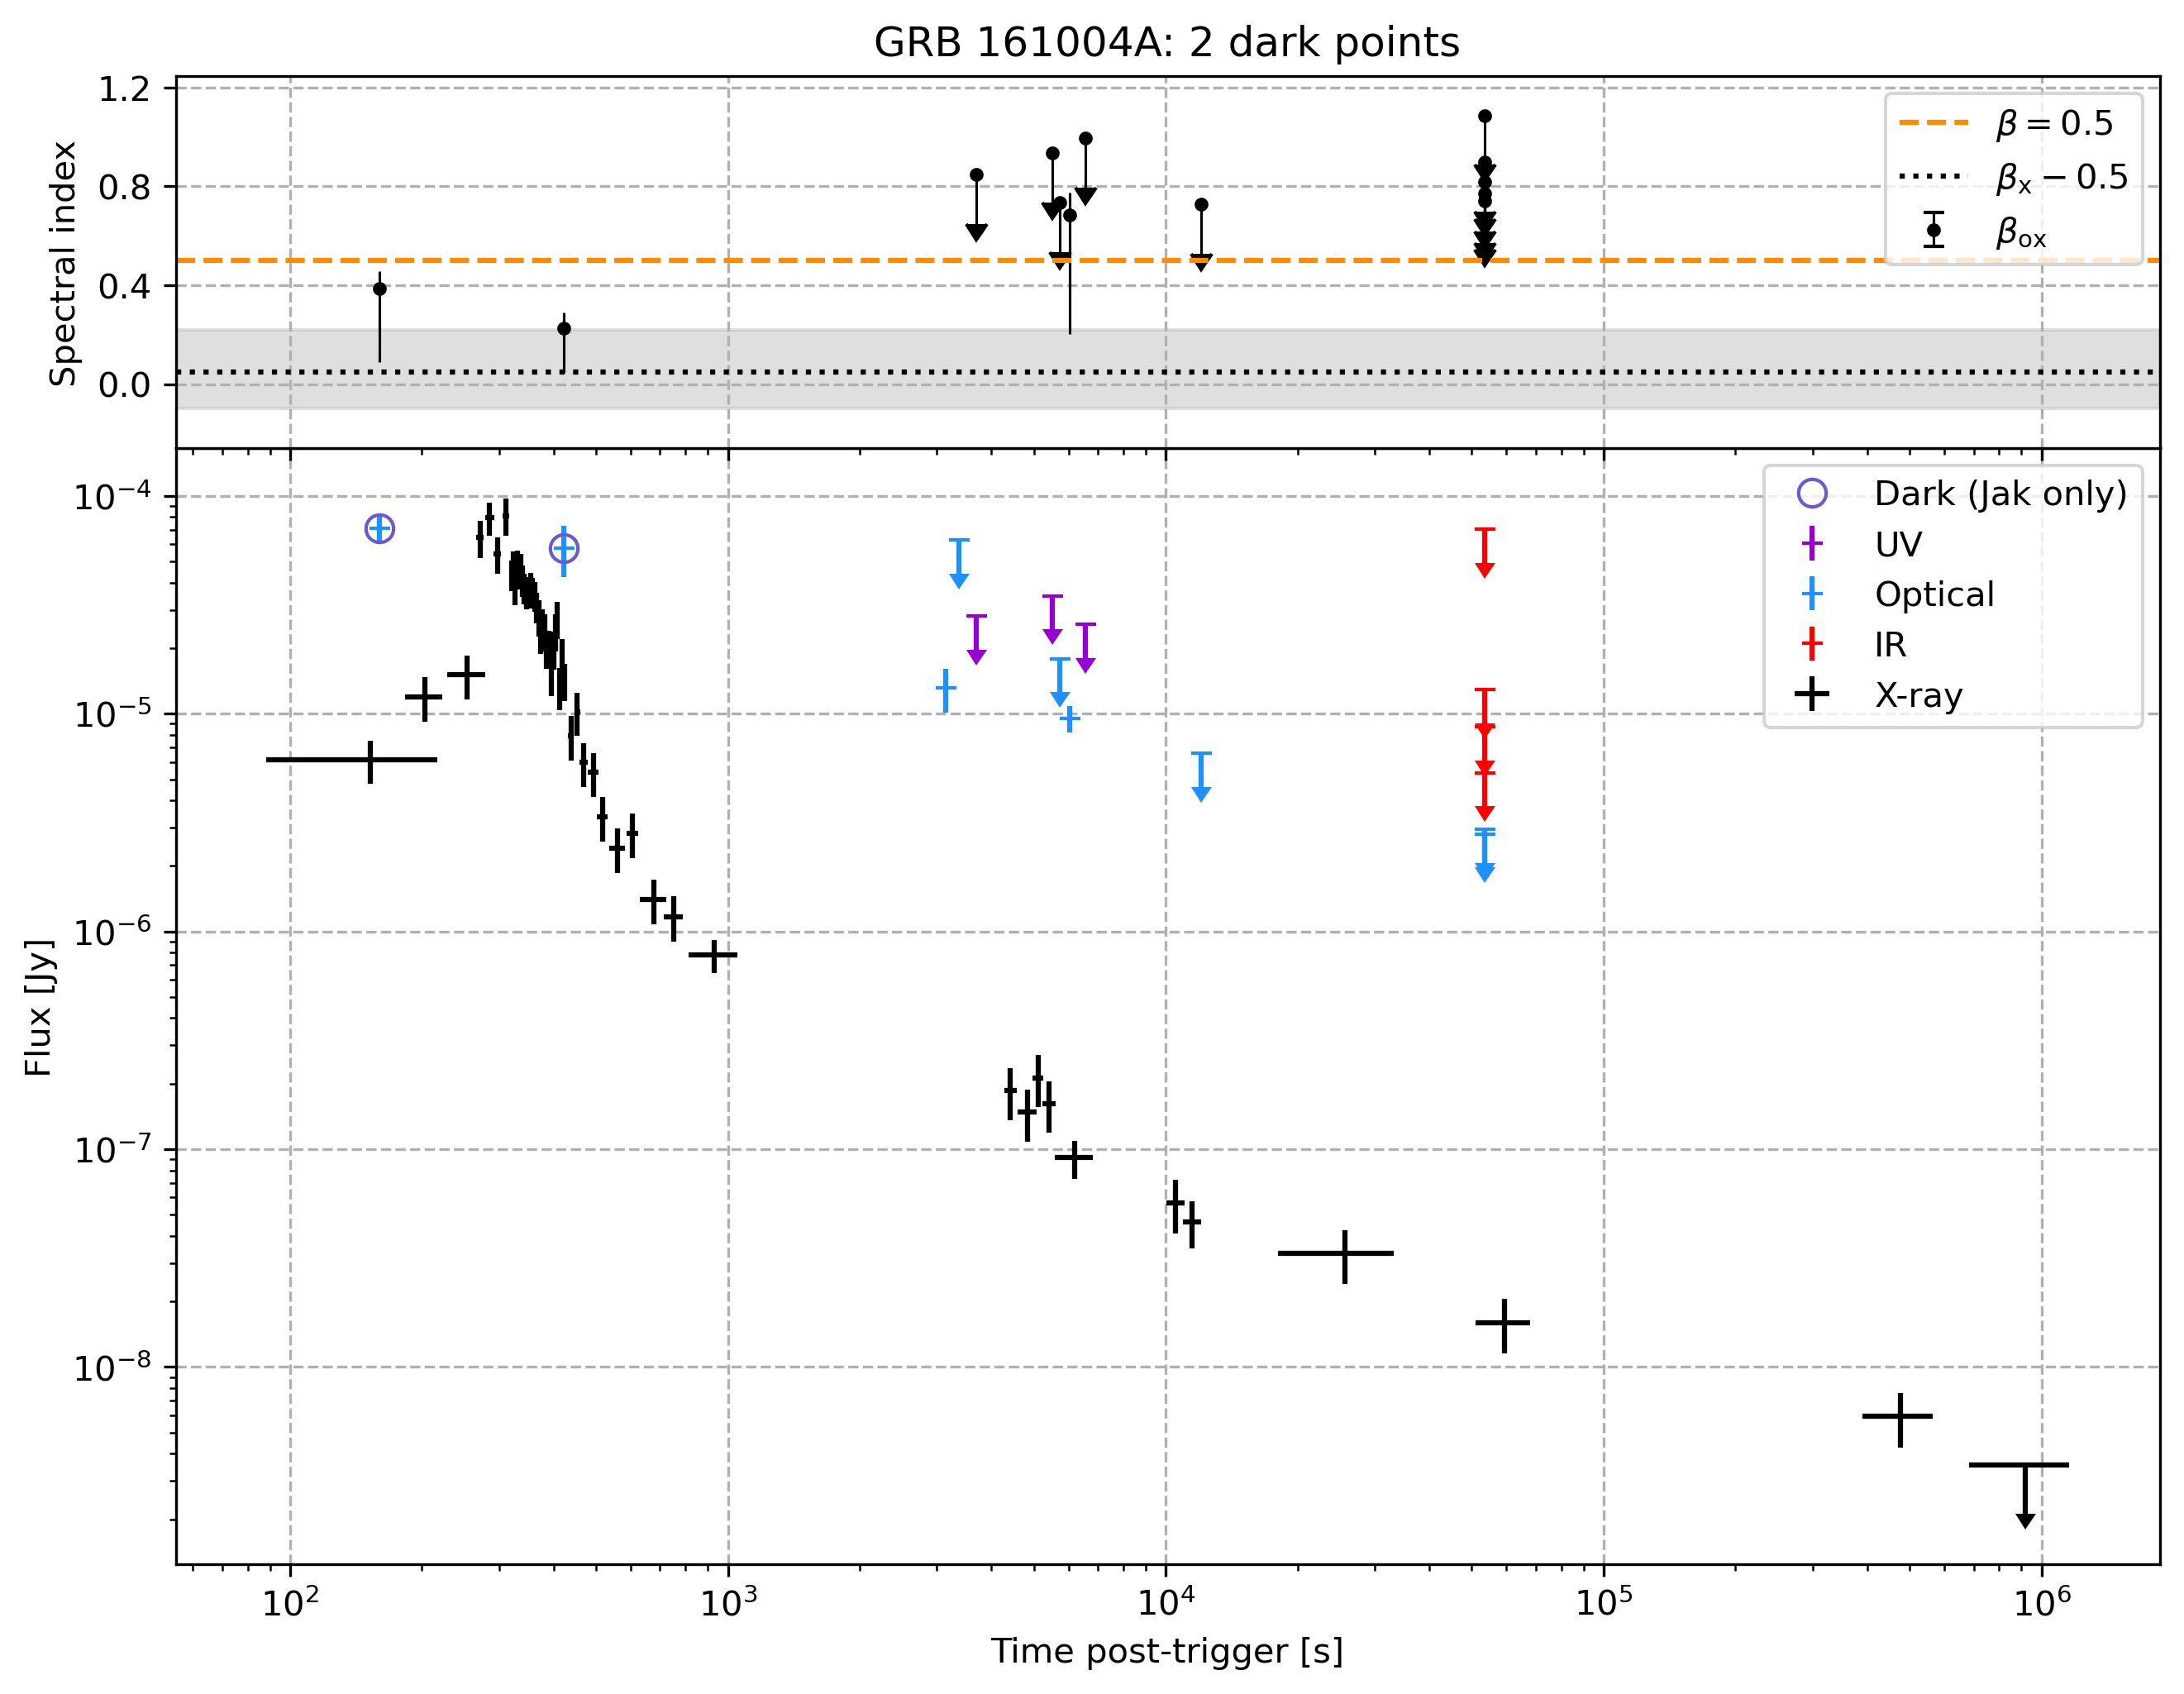 GRB 161004A: 2 dark points
Spectral index
1.2
0.8
0.4
0.0
β = 0.5
βₓ − 0.5
βₒₓ
Flux [Jy]
10⁻⁴
10⁻⁵
10⁻⁶
10⁻⁷
10⁻⁸
Dark (Jak only)
UV
Optical
IR
X-ray
10² 10³ 10⁴ 10⁵ 10⁶
Time post-trigger [s]